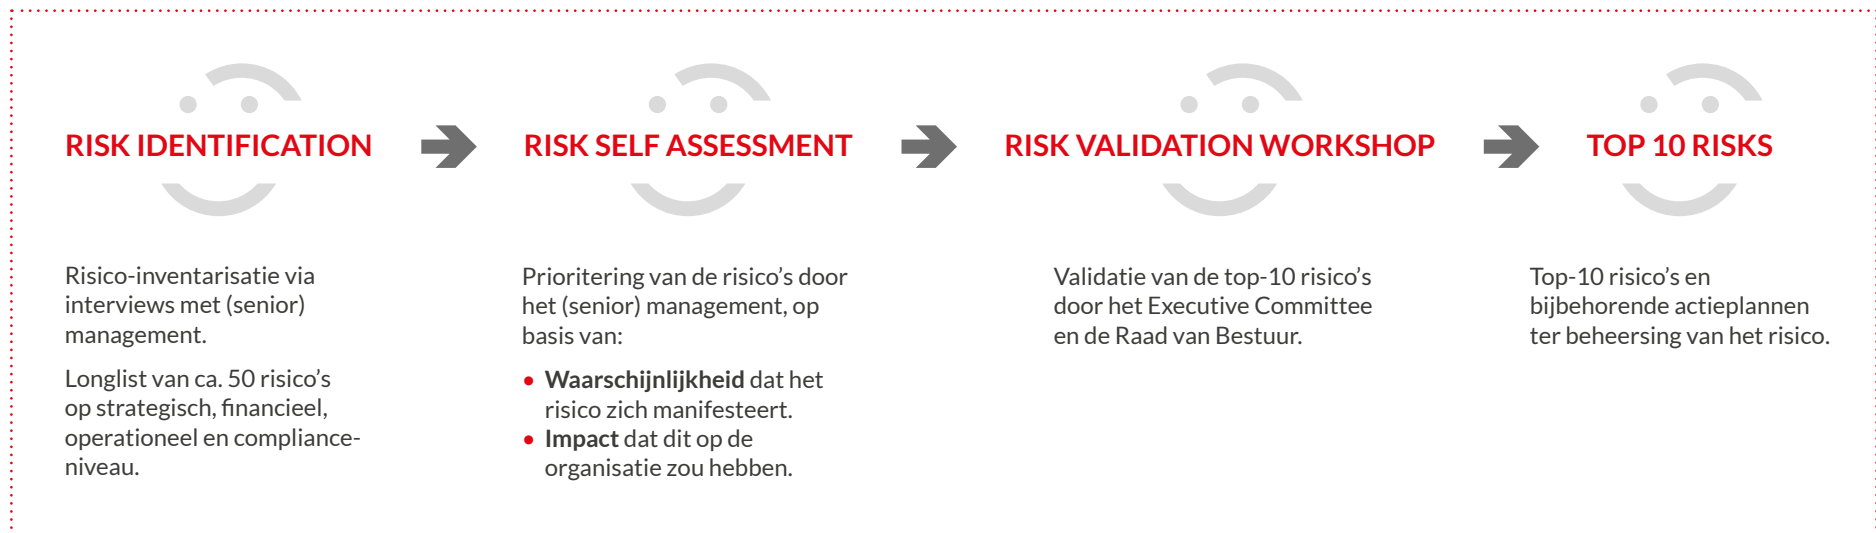 RISK IDENTIFICATION
Risico-inventarisatie via
interviews met (senior)
management.
Longlist van ca. 50 risico’s
op strategisch, financieel,
operationeel en compliance-
niveau.
RISK SELF ASSESSMENT
Prioritering van de risico’s door
het (senior) management, op
basis van:
• Waarschijnlijkheid dat het
risico zich manifesteert.
• Impact dat dit op de
organisatie zou hebben.
RISK VALIDATION WORKSHOP
Validatie van de top-10 risico’s
door het Executive Committee
en de Raad van Bestuur.
TOP 10 RISKS
Top-10 risico’s en
bijbehorende actieplannen
ter beheersing van het risico.